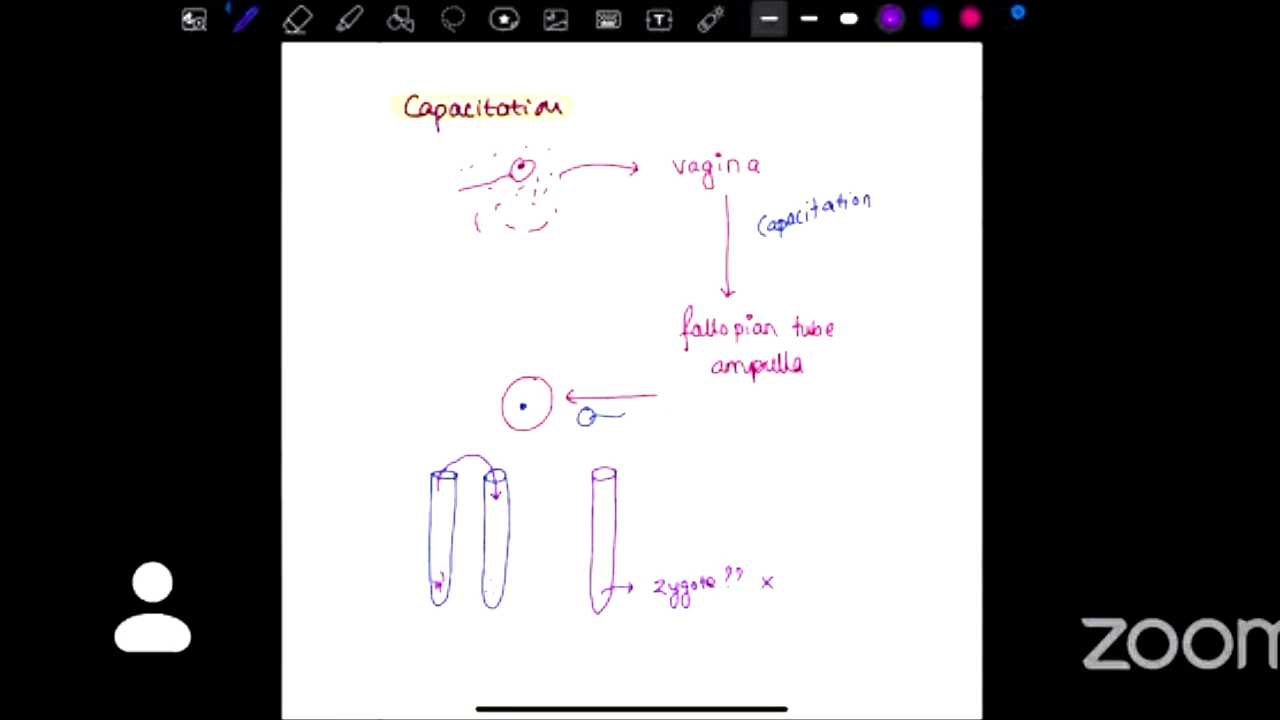 Capacitation
vagina
Capacitation
fallopian tube
ampulla
zygote ?? x
zoom